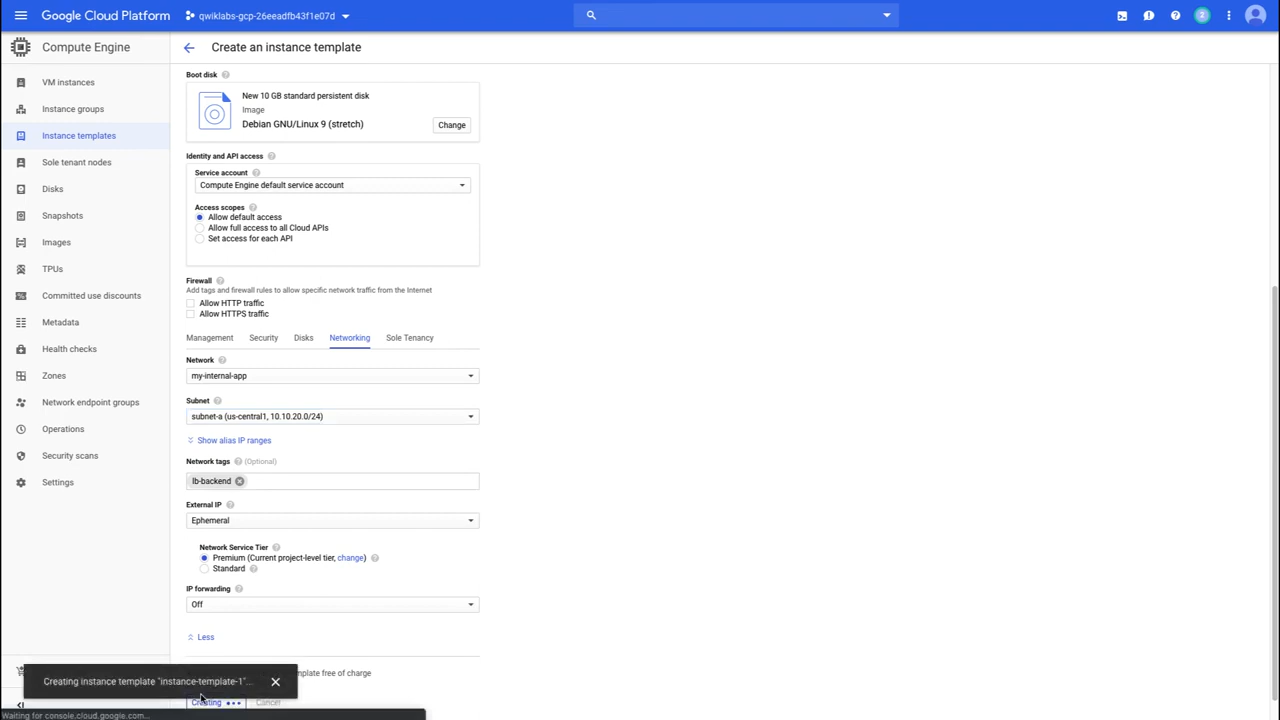 Google Cloud Platform
qwiklabs-gcp-26eeadfb43f1e07d
2
Compute Engine
Create an instance template
VM instances
Instance groups
Instance templates
Sole tenant nodes
Disks
Snapshots
Images
TPUs
Committed use discounts
Metadata
Health checks
Zones
Network endpoint groups
Operations
Security scans
Settings
Boot disk
New 10 GB standard persistent disk
Image
Debian GNU/Linux 9 (stretch)
Change
Identity and API access
Service account
Compute Engine default service account
Access scopes
Allow default access
Allow full access to all Cloud APIs
Set access for each API
Firewall
Add tags and firewall rules to allow specific network traffic from the Internet
Allow HTTP traffic
Allow HTTPS traffic
Management Security Disks Networking Sole Tenancy
Network
my-internal-app
Subnet
subnet-a (us-central1, 10.10.20.0/24)
Show alias IP ranges
Network tags (Optional)
lb-backend
External IP
Ephemeral
Network Service Tier
Premium (Current project-level tier, change)
Standard
IP forwarding
Off
Less
template free of charge
Creating instance template "instance-template-1"...
Creating
Cancel
Waiting for console.cloud.google.com...